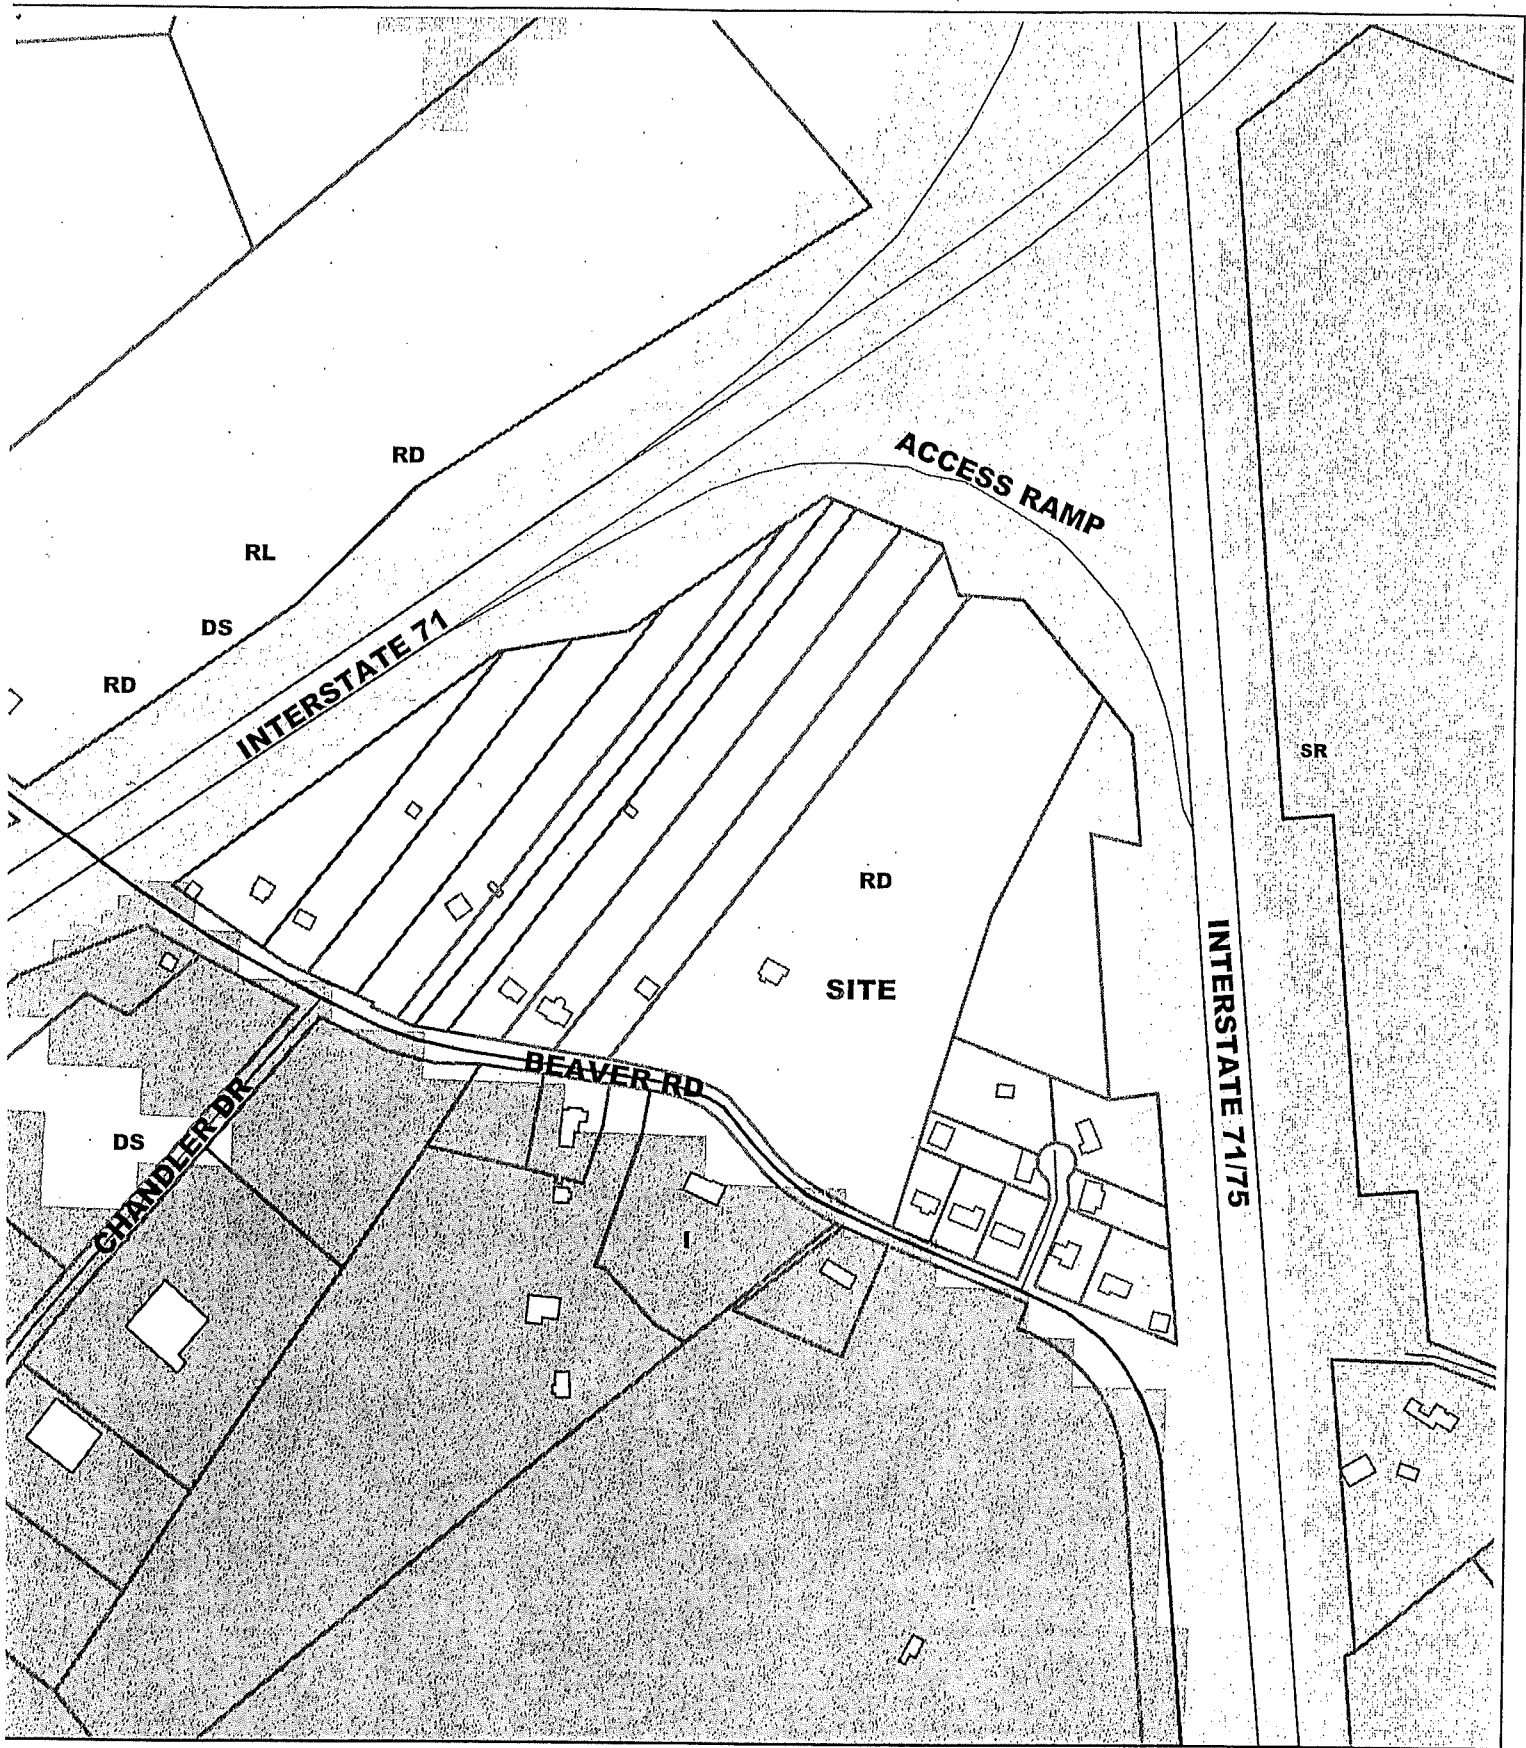 ACCESS RAMP
RD
RL
DS
RD
INTERSTATE 71
SR
RD
SITE
INTERSTATE 71/75
BEAVER RD
DS
CHANDLER DR
I